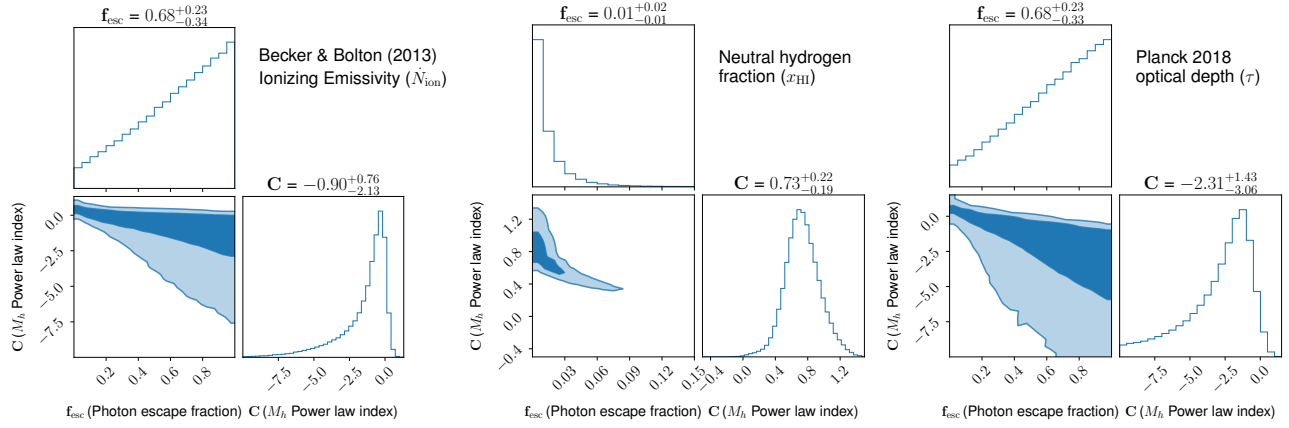 f_esc = 0.68^{+0.23}_{-0.34}
Becker & Bolton (2013)
Ionizing Emissivity (Ṅ_ion)
C = −0.90^{+0.76}_{-2.13}
0.0
−2.5
−5.0
−7.5
C (M_h Power law index)
0.2 0.4 0.6 0.8
−7.5 −5.0 −2.5 0.0
f_esc (Photon escape fraction) C (M_h Power law index)
f_esc = 0.01^{+0.02}_{-0.01}
Neutral hydrogen
fraction (x_HI)
C = 0.73^{+0.22}_{-0.19}
1.2
0.8
0.4
0.0
−0.4
C (M_h Power law index)
0.03 0.06 0.09 0.12 0.15
−0.4 0.0 0.4 0.8 1.2
f_esc (Photon escape fraction) C (M_h Power law index)
f_esc = 0.68^{+0.23}_{-0.33}
Planck 2018
optical depth (τ)
C = −2.31^{+1.43}_{-3.06}
0.0
−2.5
−5.0
−7.5
C (M_h Power law index)
0.2 0.4 0.6 0.8
−7.5 −5.0 −2.5 0.0
f_esc (Photon escape fraction) C (M_h Power law index)